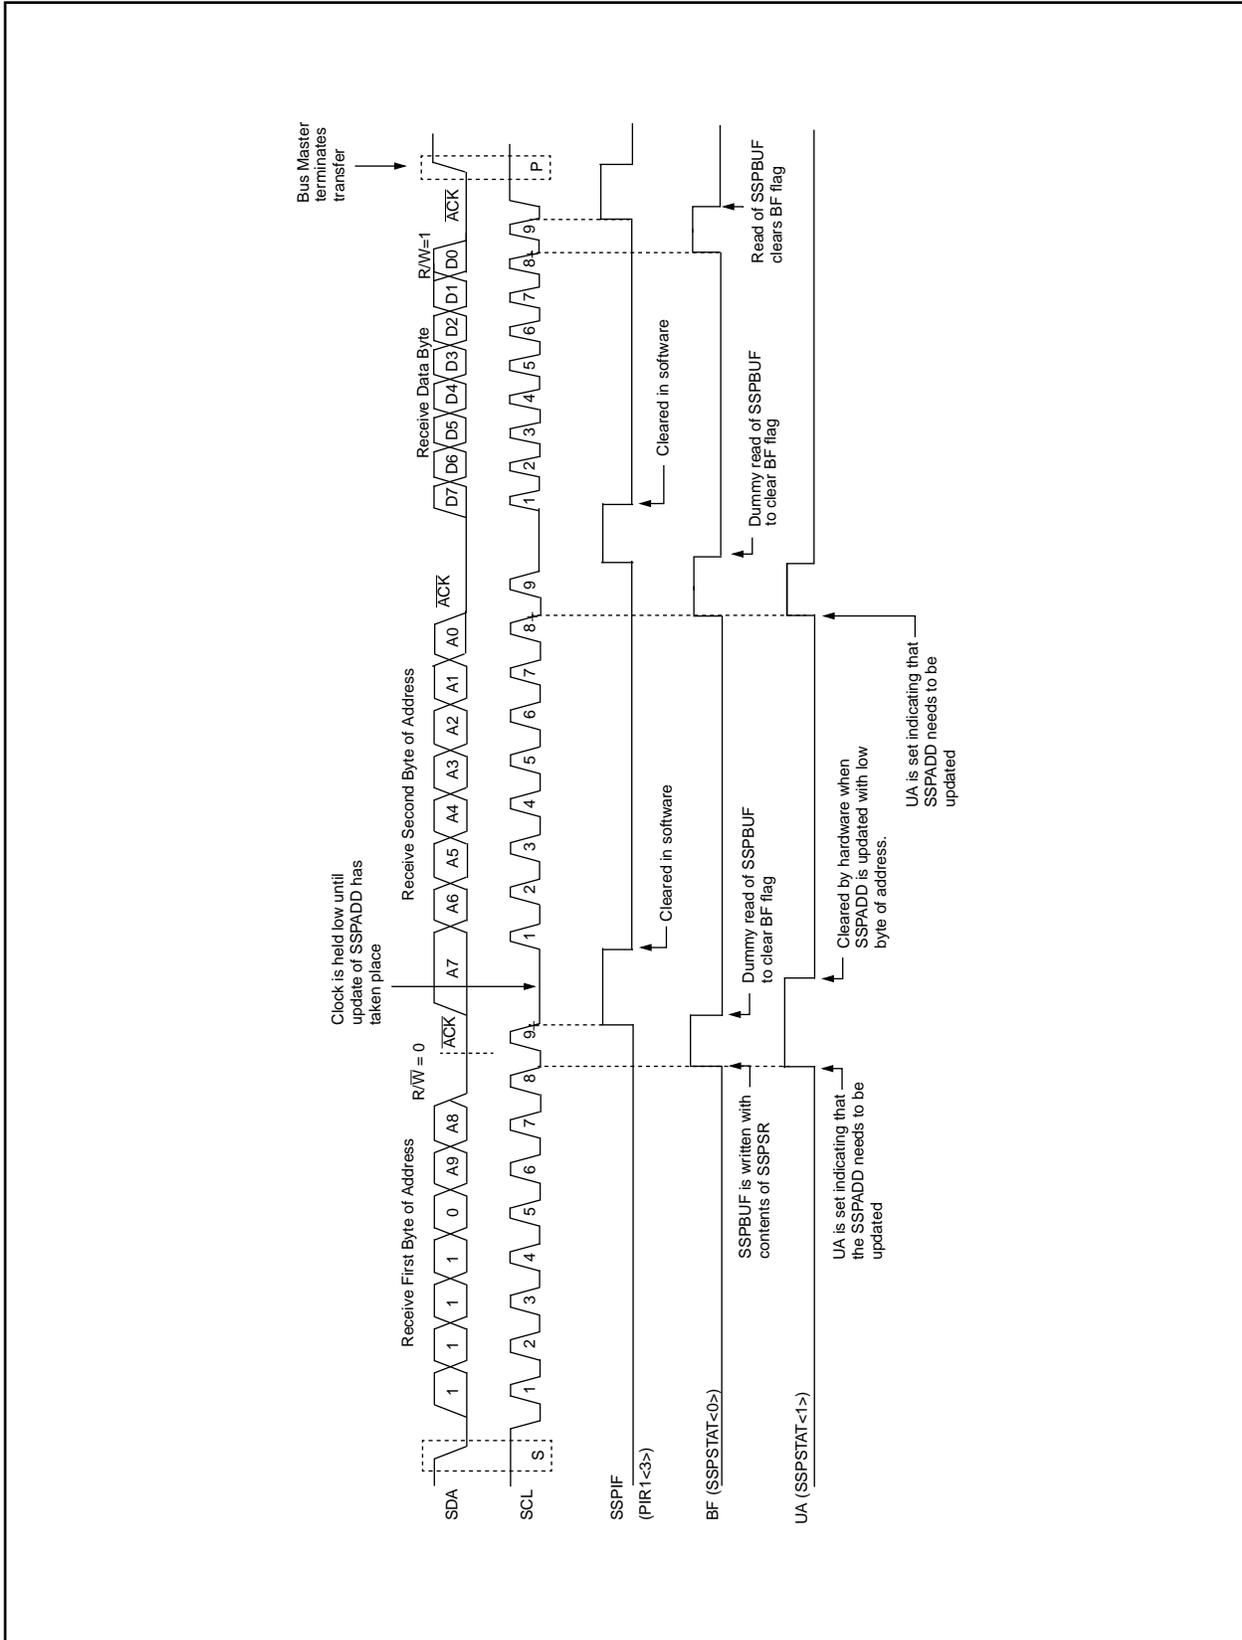 Bus Master
terminates
transfer
Clock is held low until
update of SSPADD has
taken place
Receive First Byte of Address
R/W̅ = 0
Receive Second Byte of Address
Receive Data Byte
R/W=1
SDA
1 1 1 1 0 A9 A8 A̅C̅K̅ A7 A6 A5 A4 A3 A2 A1 A0 A̅C̅K̅ D7 D6 D5 D4 D3 D2 D1 D0 A̅C̅K̅
SCL
S 1 2 3 4 5 6 7 8 9 1 2 3 4 5 6 7 8 9 1 2 3 4 5 6 7 8 9 P
SSPIF
(PIR1<3>)
Cleared in software
Cleared in software
BF (SSPSTAT<0>)
SSPBUF is written with
contents of SSPSR
Dummy read of SSPBUF
to clear BF flag
Dummy read of SSPBUF
to clear BF flag
Read of SSPBUF
clears BF flag
UA (SSPSTAT<1>)
UA is set indicating that
the SSPADD needs to be
updated
Cleared by hardware when
SSPADD is updated with low
byte of address.
UA is set indicating that
SSPADD needs to be
updated